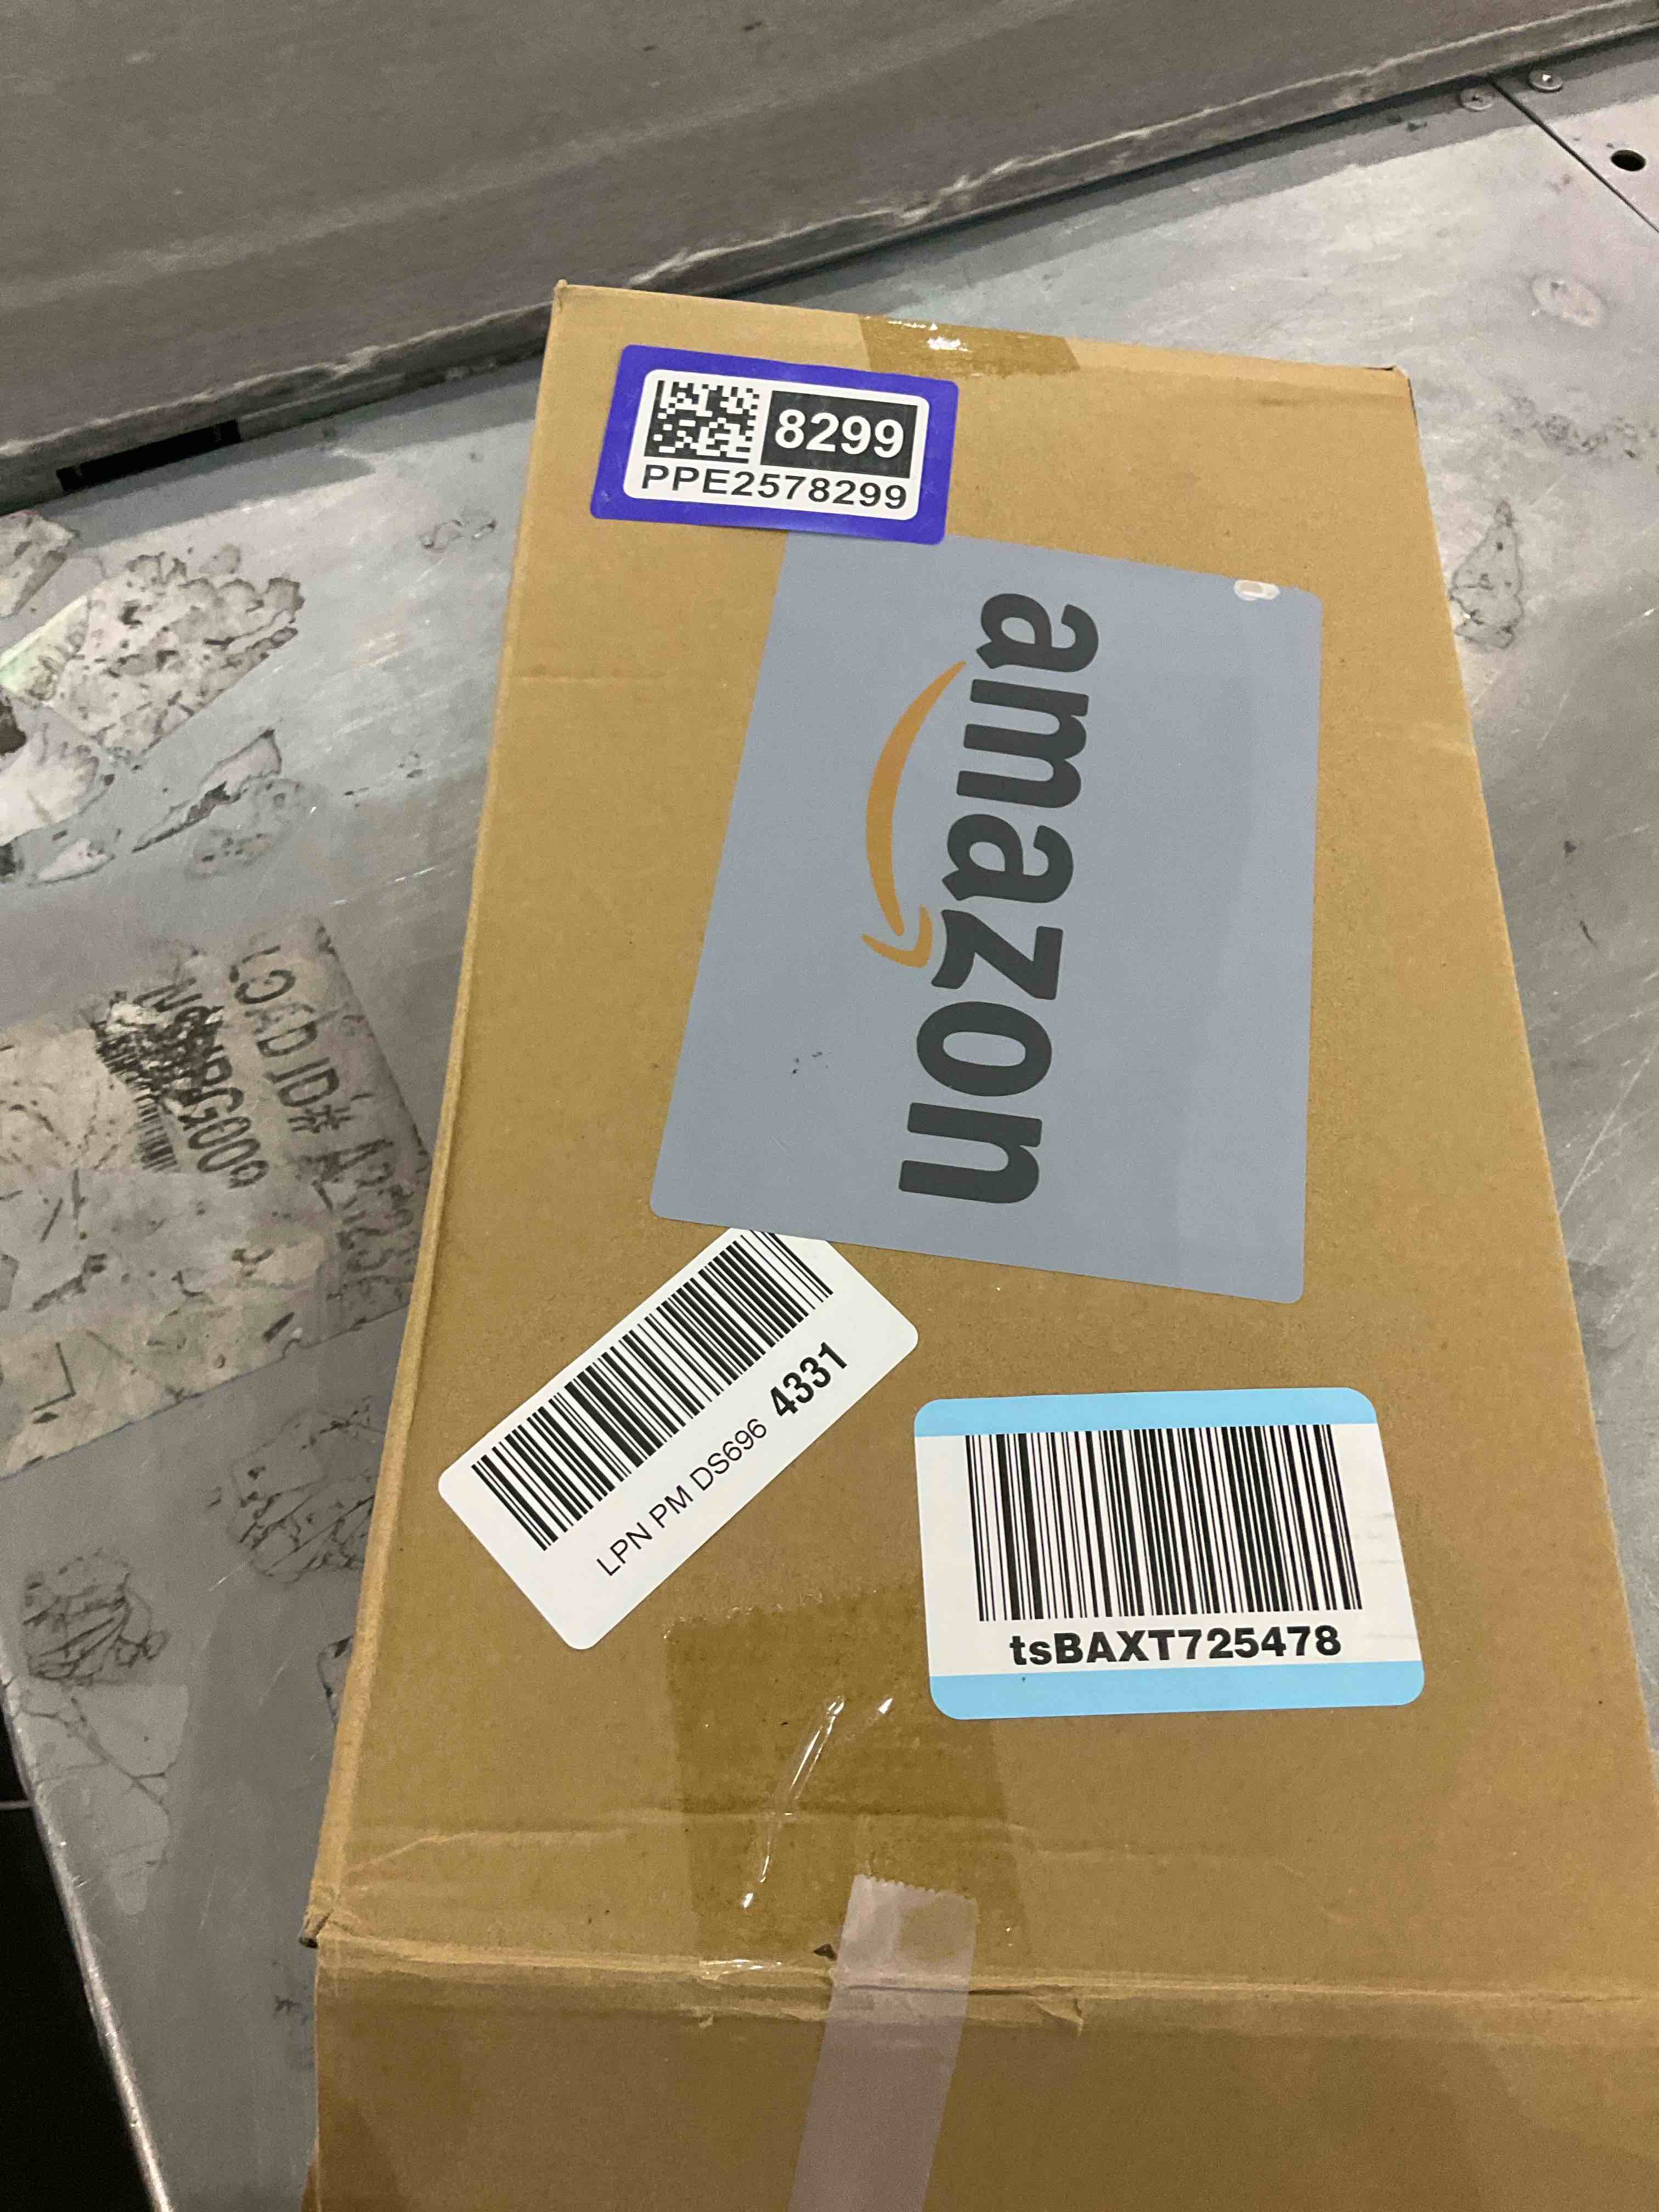 8299
PPE2578299
amazon
LPN PM DS696 4331
tsBAXT725478
LOAD ID#